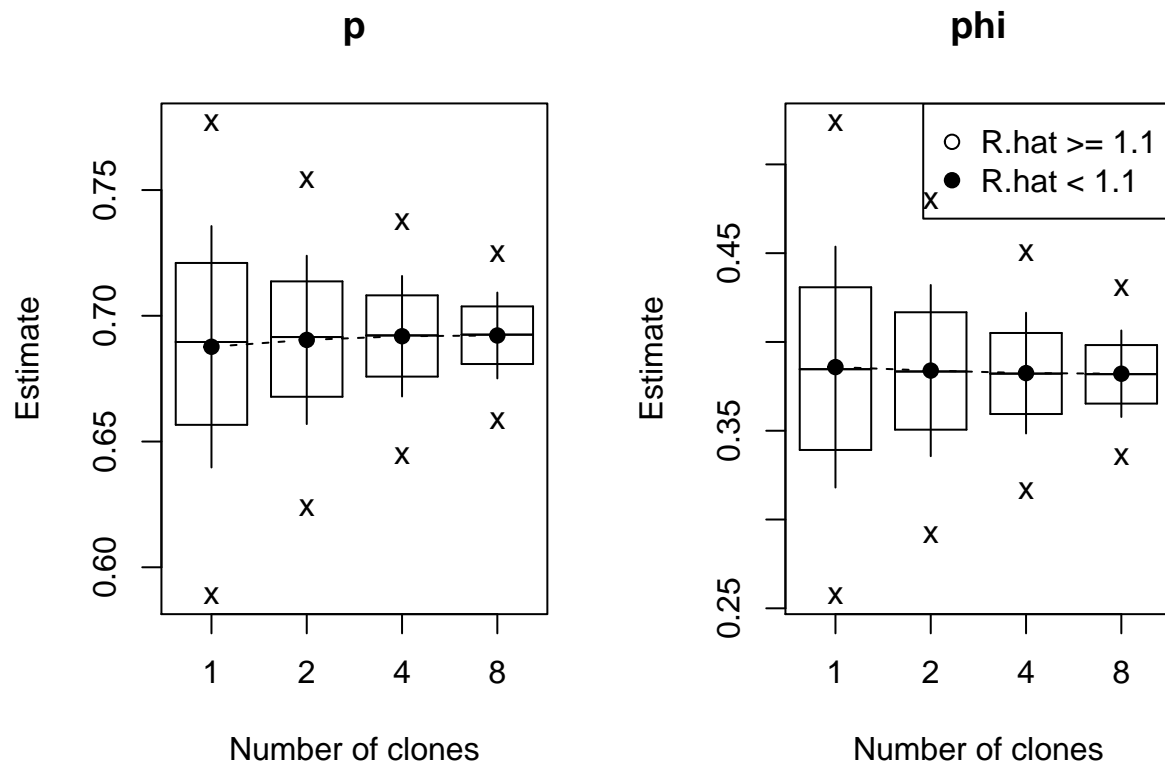 p
Estimate
0.75
0.70
0.65
0.60
x x x x
x x x x
1 2 4 8
Number of clones
phi
R.hat >= 1.1
R.hat < 1.1
Estimate
0.45
0.35
0.25
x x x x
x x x x
1 2 4 8
Number of clones